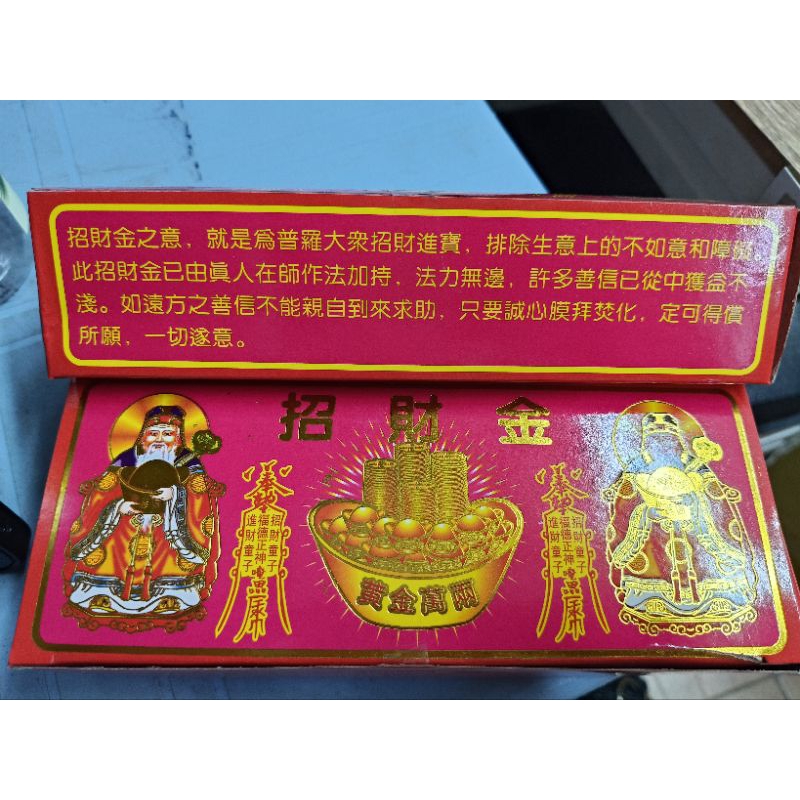 招財金之意，就是為普羅大眾招財進寶，排除生意上的不如意和障礙
此招財金已由眞人在師作法加持，法力無邊，許多善信已從中獲益不
淺。如遠方之善信不能親自到來求助，只要誠心膜拜焚化，定可得償
所願，一切遂意。
招財金
招財童子
福德正神
進財童子
黃金萬兩
招財童子
福德正神
進財童子